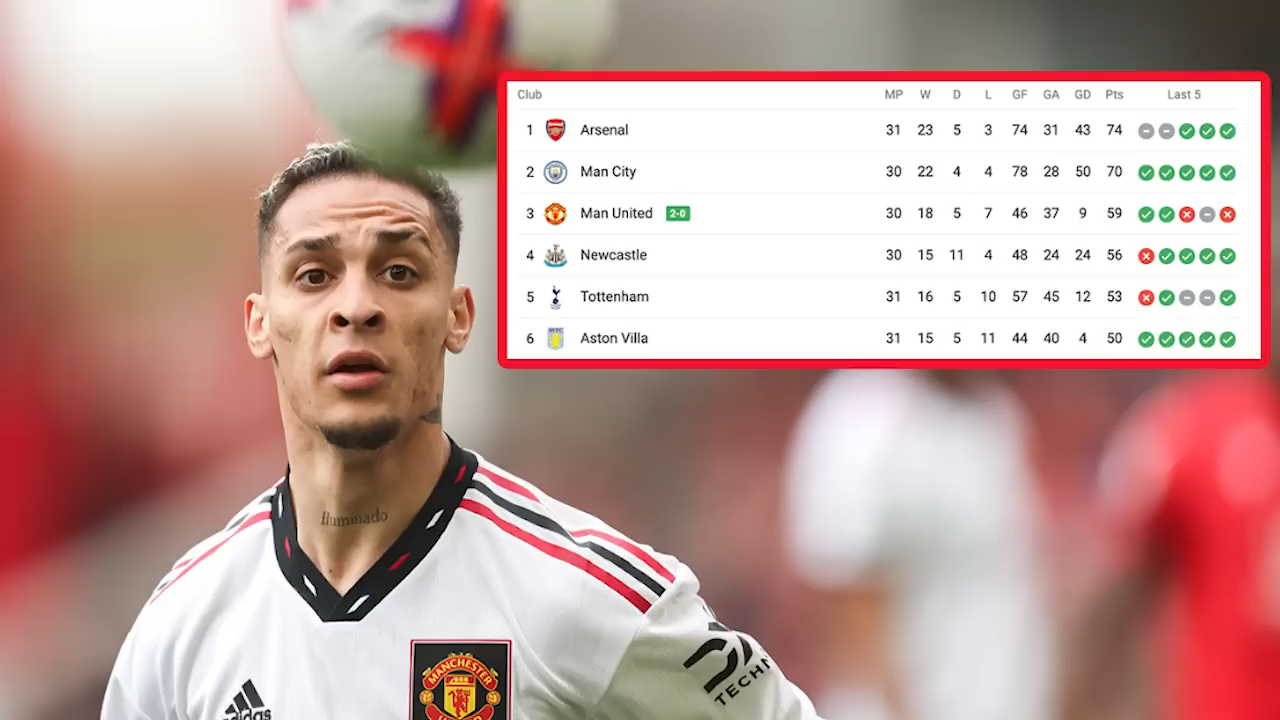 Club MP W D L GF GA GD Pts Last 5
1 Arsenal 31 23 5 3 74 31 43 74
2 Man City 30 22 4 4 78 28 50 70
3 Man United 2-0 30 18 5 7 46 37 9 59
4 Newcastle 30 15 11 4 48 24 24 56
5 Tottenham 31 16 5 10 57 45 12 53
6 Aston Villa 31 15 5 11 44 40 4 50
Iluminado
MANCHESTER
adidas
TECHN